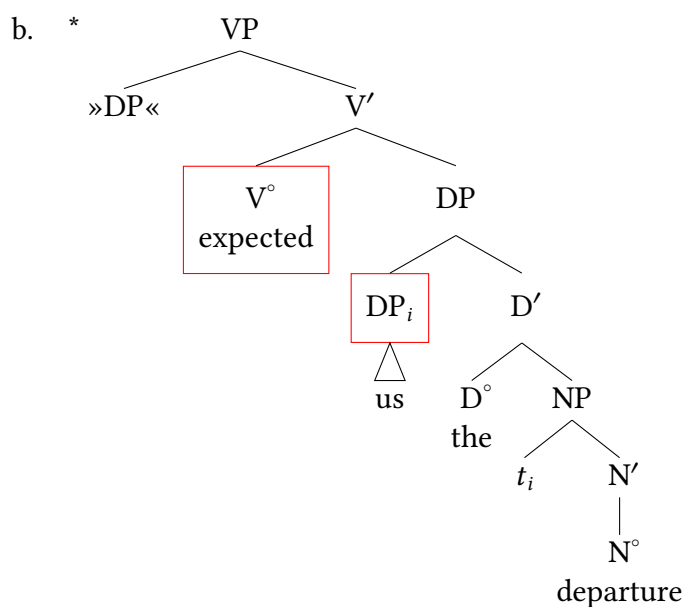 b. * VP
»DP« V′
V° DP
expected
DP𝑖 D′
us D° NP
the
t𝑖 N′
N°
departure